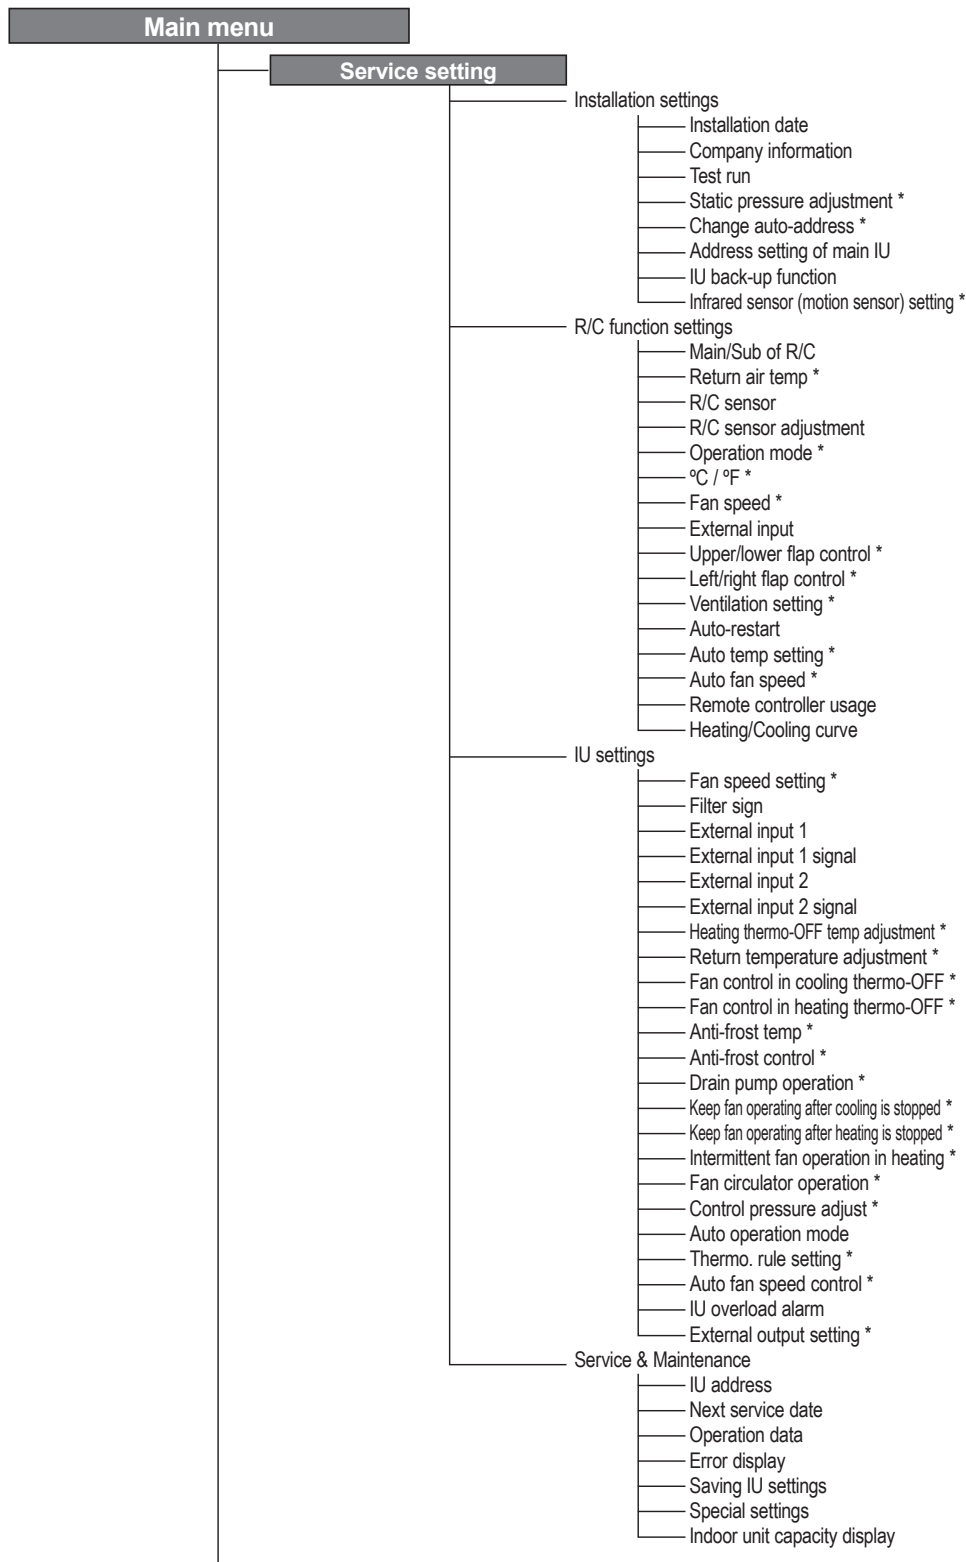 Main menu
Service setting
Installation settings
Installation date
Company information
Test run
Static pressure adjustment *
Change auto-address *
Address setting of main IU
IU back-up function
Infrared sensor (motion sensor) setting *
R/C function settings
Main/Sub of R/C
Return air temp *
R/C sensor
R/C sensor adjustment
Operation mode *
ºC / ºF *
Fan speed *
External input
Upper/lower flap control *
Left/right flap control *
Ventilation setting *
Auto-restart
Auto temp setting *
Auto fan speed *
Remote controller usage
Heating/Cooling curve
IU settings
Fan speed setting *
Filter sign
External input 1
External input 1 signal
External input 2
External input 2 signal
Heating thermo-OFF temp adjustment *
Return temperature adjustment *
Fan control in cooling thermo-OFF *
Fan control in heating thermo-OFF *
Anti-frost temp *
Anti-frost control *
Drain pump operation *
Keep fan operating after cooling is stopped *
Keep fan operating after heating is stopped *
Intermittent fan operation in heating *
Fan circulator operation *
Control pressure adjust *
Auto operation mode
Thermo. rule setting *
Auto fan speed control *
IU overload alarm
External output setting *
Service & Maintenance
IU address
Next service date
Operation data
Error display
Saving IU settings
Special settings
Indoor unit capacity display